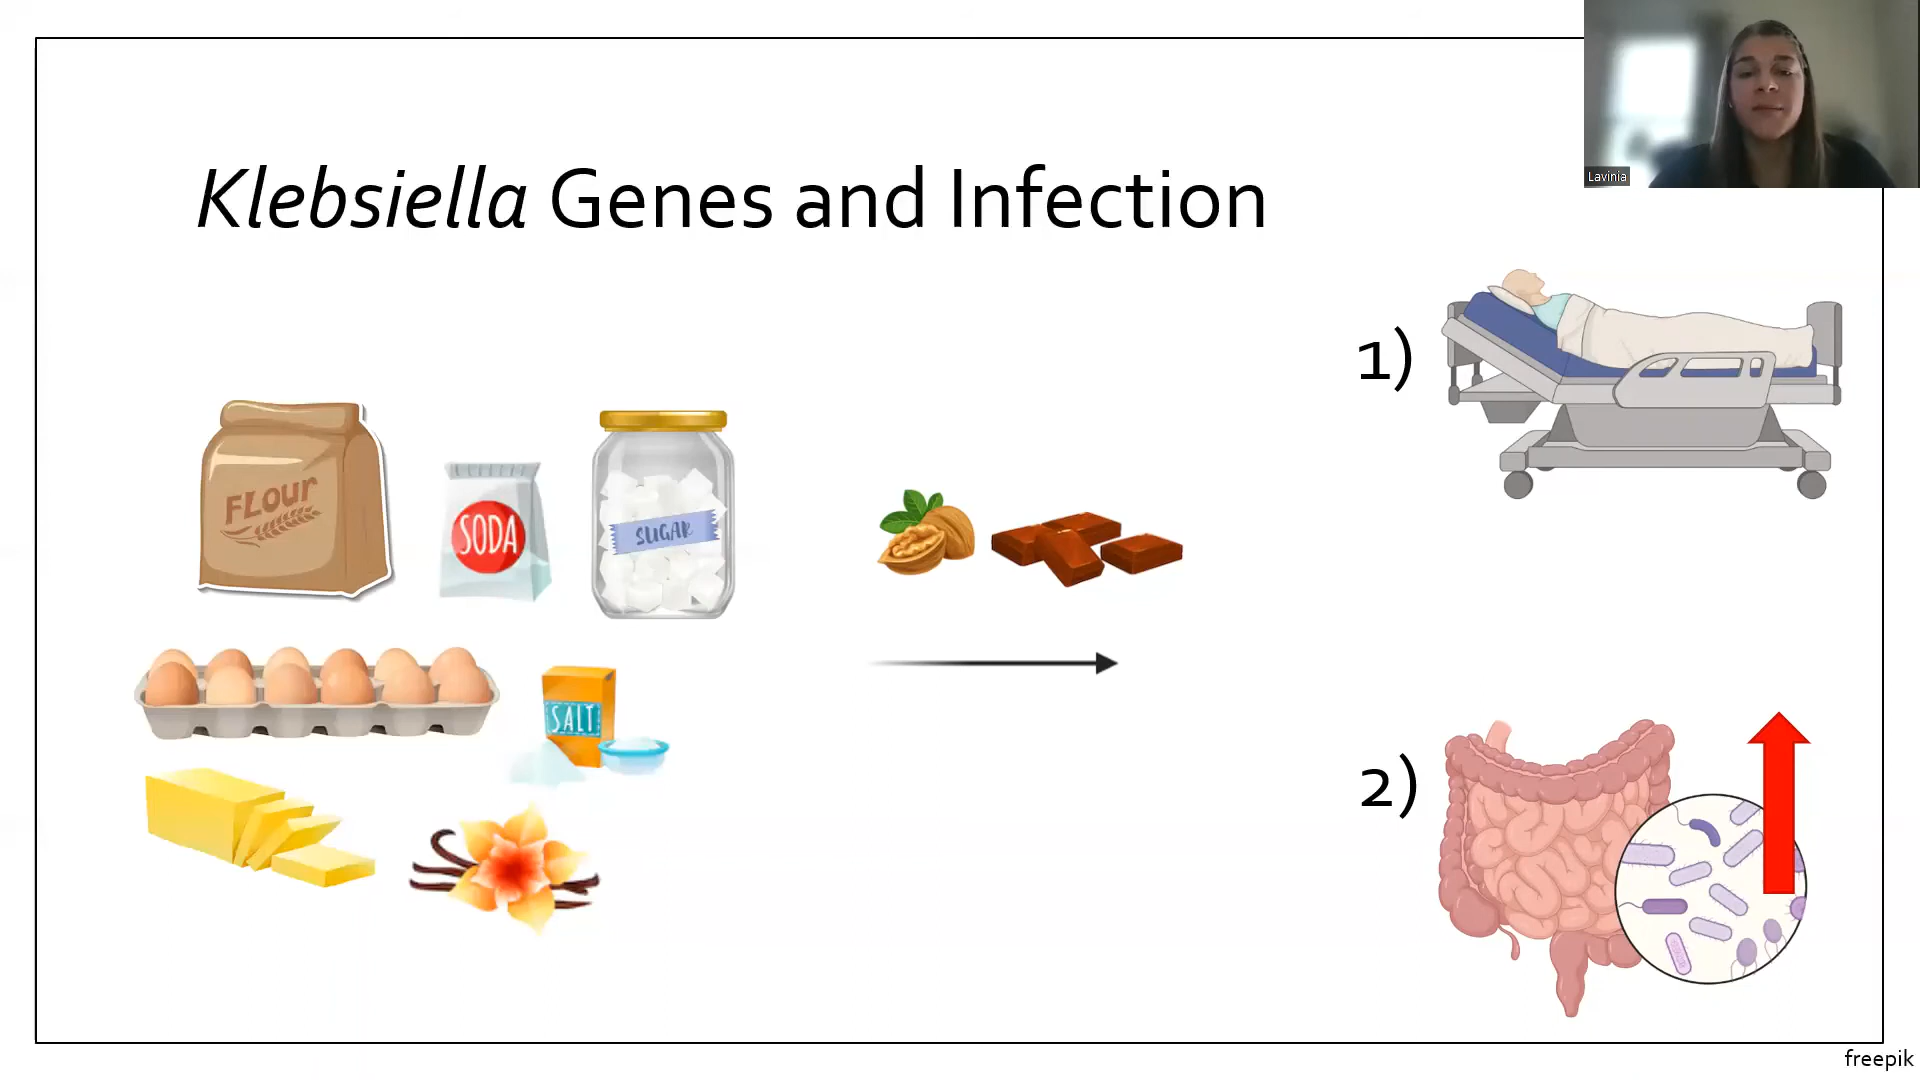 Lavinia
Klebsiella Genes and Infection
1)
FLour
SODA
SUGAR
SALT
2)
freepik